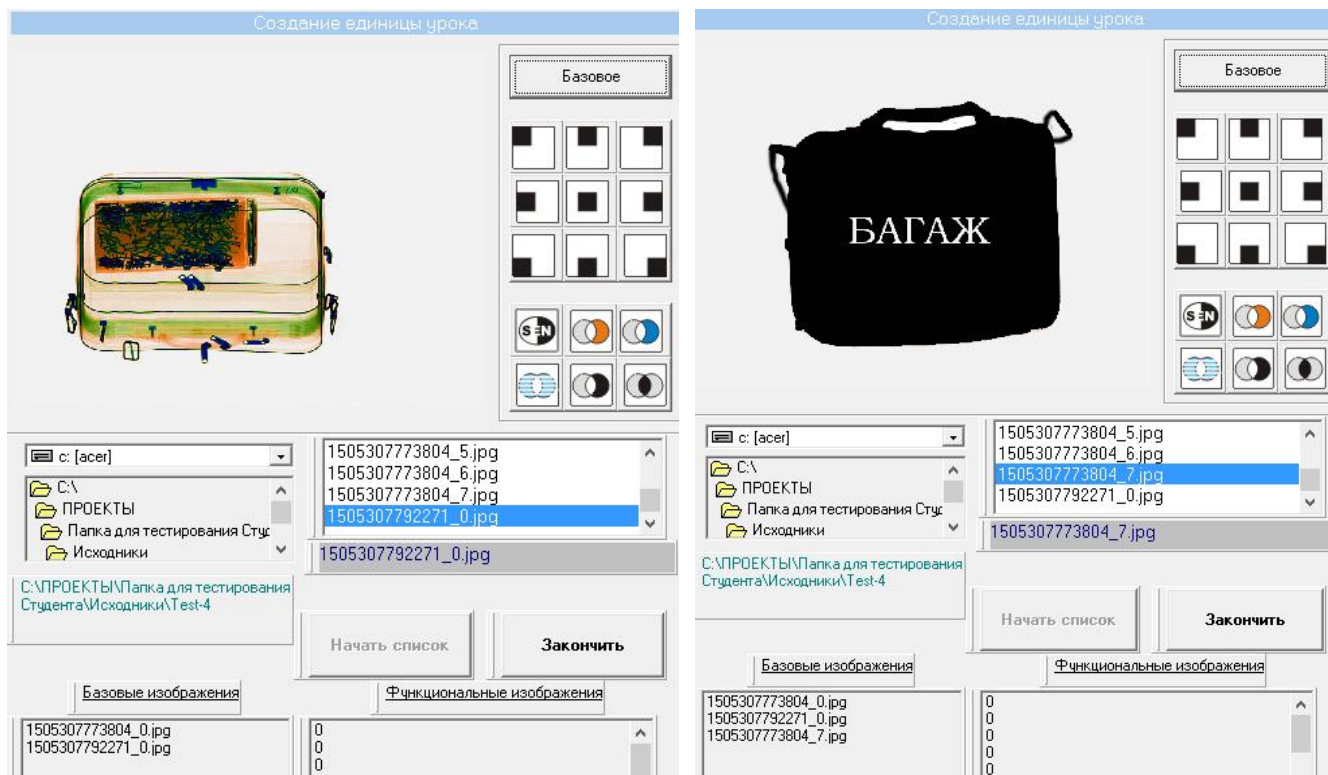 Создание единицы урока
Базовое
SEN
c: [acer]
C:\
ПРОЕКТЫ
Папка для тестирования Студ
Исходники
1505307773804_5.jpg
1505307773804_6.jpg
1505307773804_7.jpg
1505307792271_0.jpg
1505307792271_0.jpg
C:\ПРОЕКТЫ\Папка для тестирования
Студента\Исходники\Test-4
Начать список
Закончить
Базовые изображения
Функциональные изображения
1505307773804_0.jpg
1505307792271_0.jpg
0
0
0
Создание единицы урока
БАГАЖ
Базовое
SEN
c: [acer]
C:\
ПРОЕКТЫ
Папка для тестирования Студ
Исходники
1505307773804_5.jpg
1505307773804_6.jpg
1505307773804_7.jpg
1505307792271_0.jpg
1505307773804_7.jpg
C:\ПРОЕКТЫ\Папка для тестирования
Студента\Исходники\Test-4
Начать список
Закончить
Базовые изображения
Функциональные изображения
1505307773804_0.jpg
1505307792271_0.jpg
1505307773804_7.jpg
0
0
0
0
0